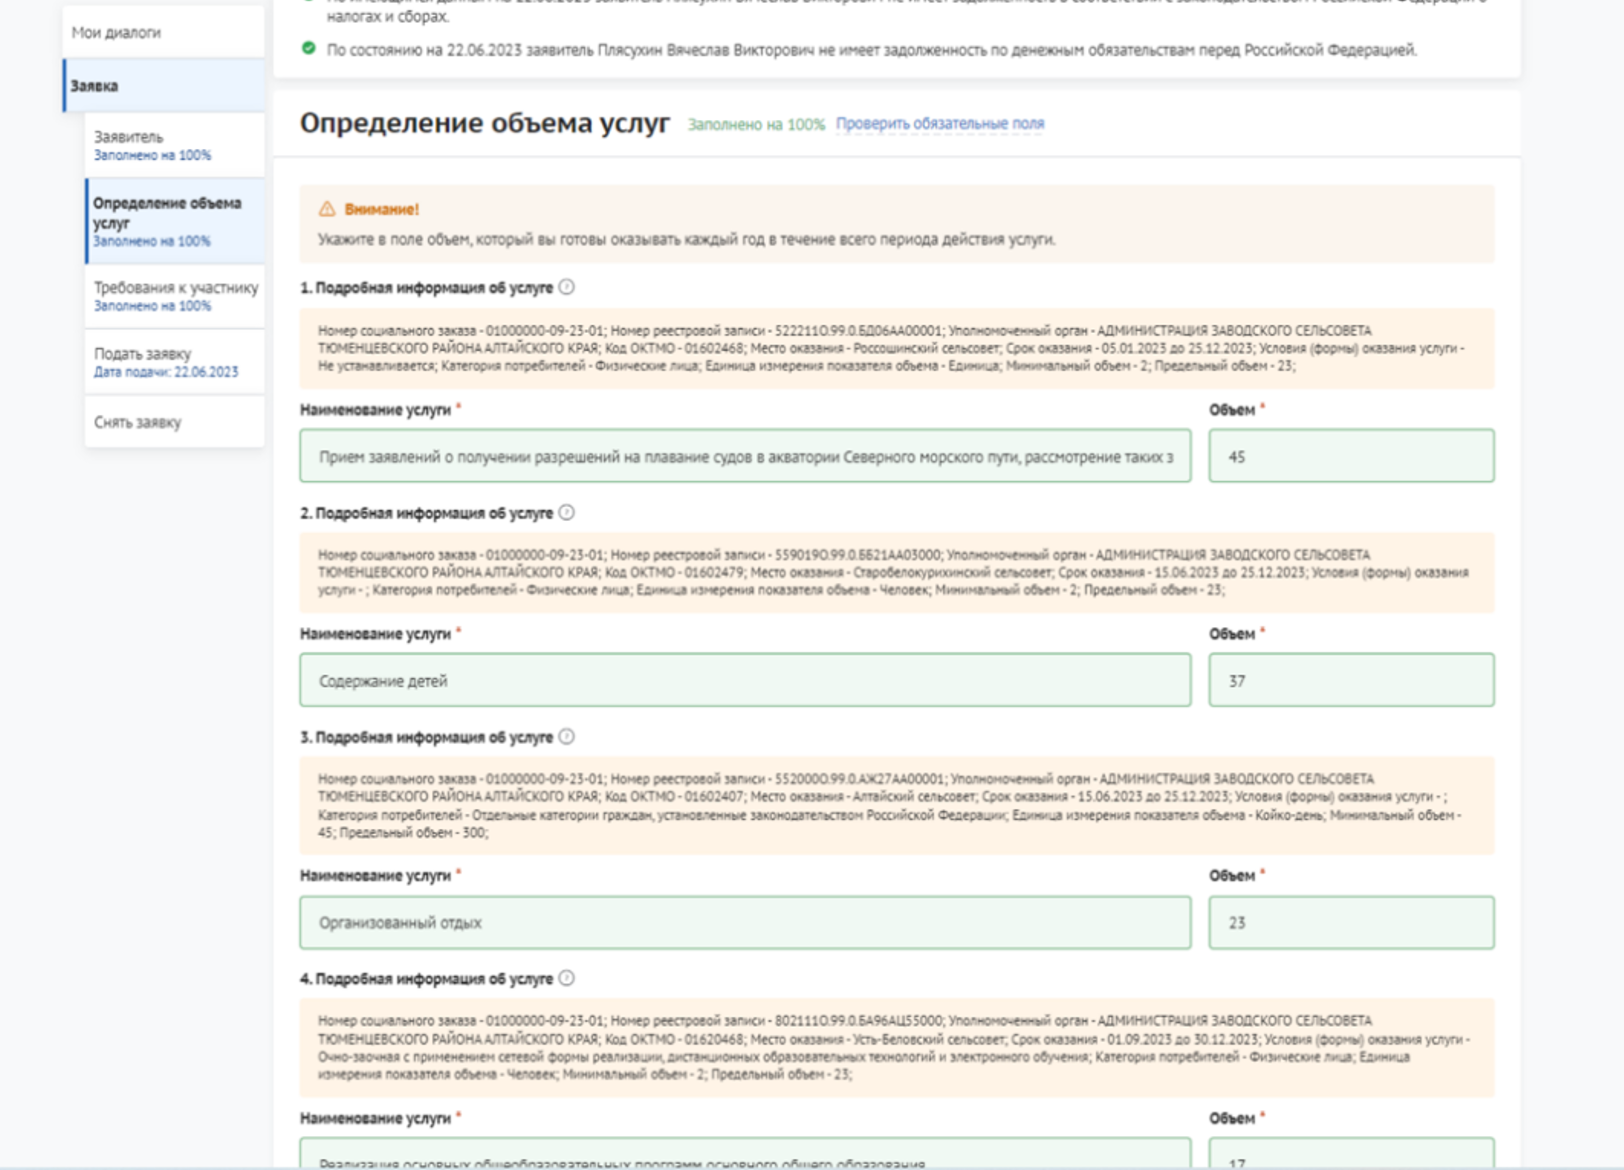 Мои диалоги
Заявка
Заявитель
Заполнено на 100%
Определение объема
услуг
Заполнено на 100%
Требования к участнику
Заполнено на 100%
Подать заявку
Дата подачи: 22.06.2023
Снять заявку
налогах и сборах.
По состоянию на 22.06.2023 заявитель Плясухин Вячеслав Викторович не имеет задолженность по денежным обязательствам перед Российской Федерацией.
Определение объема услуг Заполнено на 100% Проверить обязательные поля
Внимание!
Укажите в поле объем, который вы готовы оказывать каждый год в течение всего периода действия услуги.
1. Подробная информация об услуге
Номер социального заказа - 01000000-09-23-01; Номер реестровой записи - 522211О.99.0.БД06АА00001; Уполномоченный орган - АДМИНИСТРАЦИЯ ЗАВОДСКОГО СЕЛЬСОВЕТА
ТЮМЕНЦЕВСКОГО РАЙОНА АЛТАЙСКОГО КРАЯ; Код ОКТМО - 01602468; Место оказания - Россошинский сельсовет; Срок оказания - 05.01.2023 до 25.12.2023; Условия (формы) оказания услуги -
Не устанавливается; Категория потребителей - Физические лица; Единица измерения показателя объема - Единица; Минимальный объем - 2; Предельный объем - 23;
Наименование услуги * Объем *
Прием заявлений о получении разрешений на плавание судов в акватории Северного морского пути, рассмотрение таких з 45
2. Подробная информация об услуге
Номер социального заказа - 01000000-09-23-01; Номер реестровой записи - 559019О.99.0.ББ21АА03000; Уполномоченный орган - АДМИНИСТРАЦИЯ ЗАВОДСКОГО СЕЛЬСОВЕТА
ТЮМЕНЦЕВСКОГО РАЙОНА АЛТАЙСКОГО КРАЯ; Код ОКТМО - 01602479; Место оказания - Старобелокурихинский сельсовет; Срок оказания - 15.06.2023 до 25.12.2023; Условия (формы) оказания
услуги - ; Категория потребителей - Физические лица; Единица измерения показателя объема - Человек; Минимальный объем - 2; Предельный объем - 23;
Наименование услуги * Объем *
Содержание детей 37
3. Подробная информация об услуге
Номер социального заказа - 01000000-09-23-01; Номер реестровой записи - 552000О.99.0.АЖ27АА00001; Уполномоченный орган - АДМИНИСТРАЦИЯ ЗАВОДСКОГО СЕЛЬСОВЕТА
ТЮМЕНЦЕВСКОГО РАЙОНА АЛТАЙСКОГО КРАЯ; Код ОКТМО - 01602407; Место оказания - Алтайский сельсовет; Срок оказания - 15.06.2023 до 25.12.2023; Условия (формы) оказания услуги - ;
Категория потребителей - Отдельные категории граждан, установленные законодательством Российской Федерации; Единица измерения показателя объема - Койко-день; Минимальный объем -
45; Предельный объем - 300;
Наименование услуги * Объем *
Организованный отдых 23
4. Подробная информация об услуге
Номер социального заказа - 01000000-09-23-01; Номер реестровой записи - 802111О.99.0.БА96АЦ55000; Уполномоченный орган - АДМИНИСТРАЦИЯ ЗАВОДСКОГО СЕЛЬСОВЕТА
ТЮМЕНЦЕВСКОГО РАЙОНА АЛТАЙСКОГО КРАЯ; Код ОКТМО - 01620468; Место оказания - Усть-Беловский сельсовет; Срок оказания - 01.09.2023 до 30.12.2023; Условия (формы) оказания услуги -
Очно-заочная с применением сетевой формы реализации, дистанционных образовательных технологий и электронного обучения; Категория потребителей - Физические лица; Единица
измерения показателя объема - Человек; Минимальный объем - 2; Предельный объем - 23;
Наименование услуги * Объем *
Реализация основных общеобразовательных программ основного общего образования 17